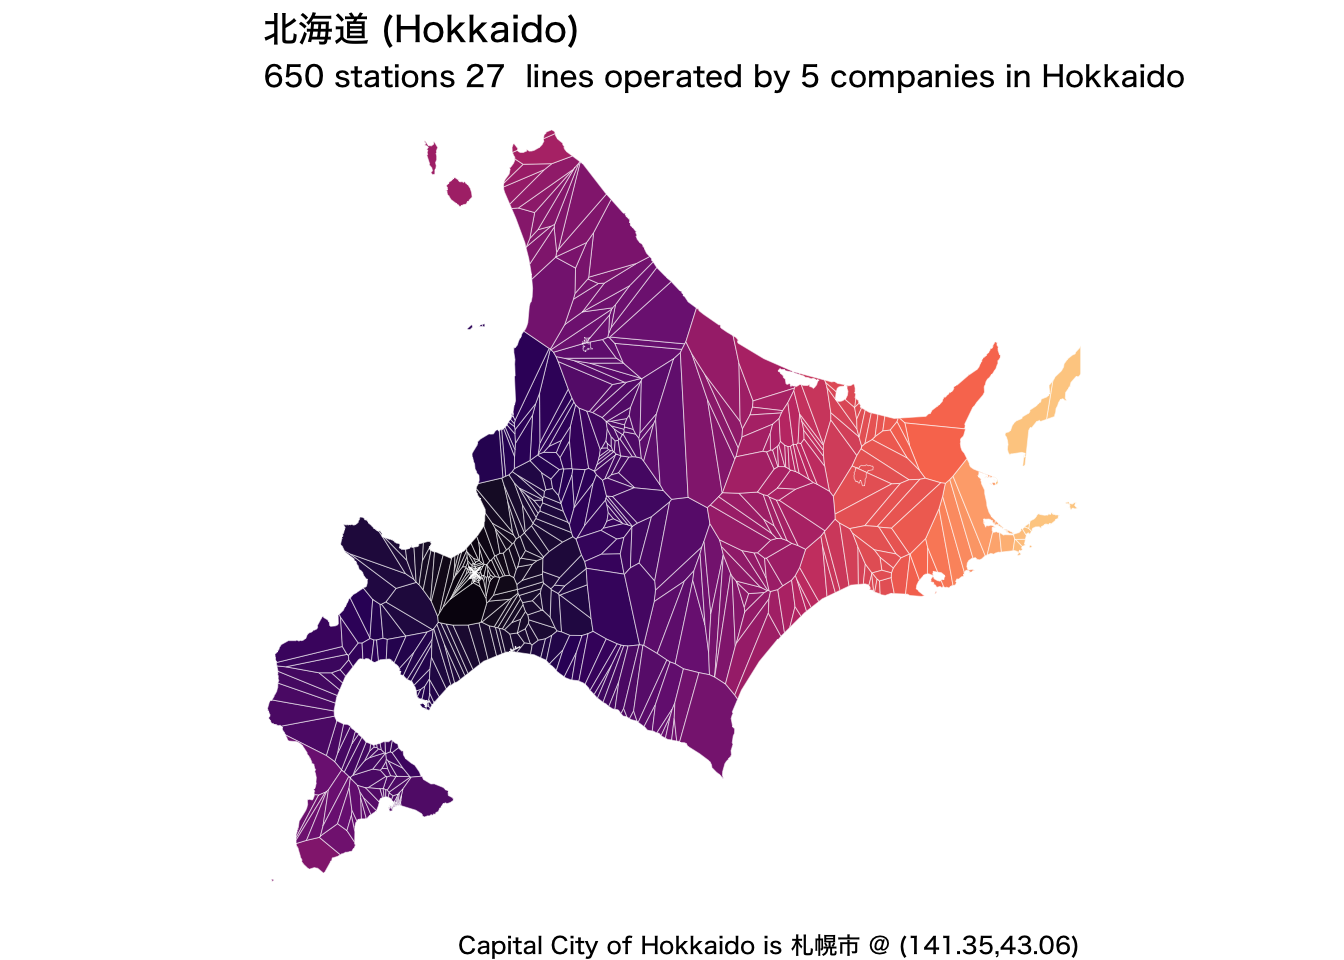 北海道 (Hokkaido)
650 stations 27  lines operated by 5 companies in Hokkaido
Capital City of Hokkaido is 札幌市 @ (141.35,43.06)